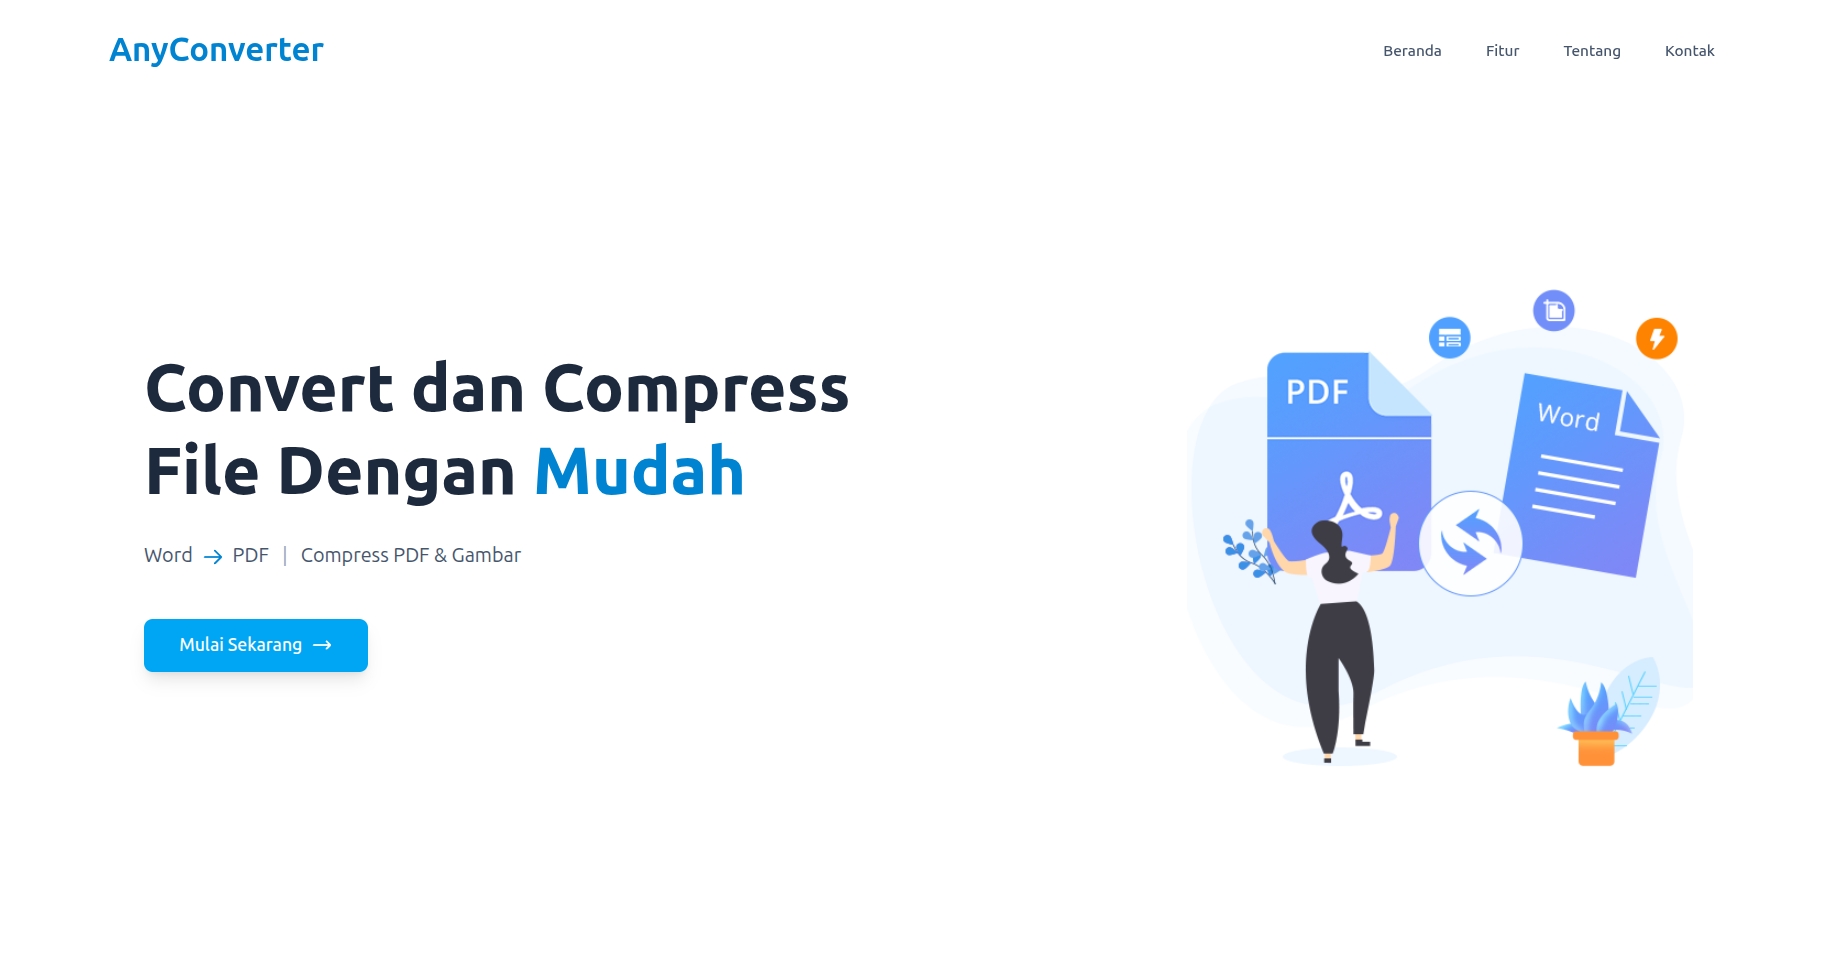 AnyConverter
Beranda Fitur Tentang Kontak
Convert dan Compress
File Dengan Mudah
Word → PDF | Compress PDF & Gambar
Mulai Sekarang →
PDF
Word